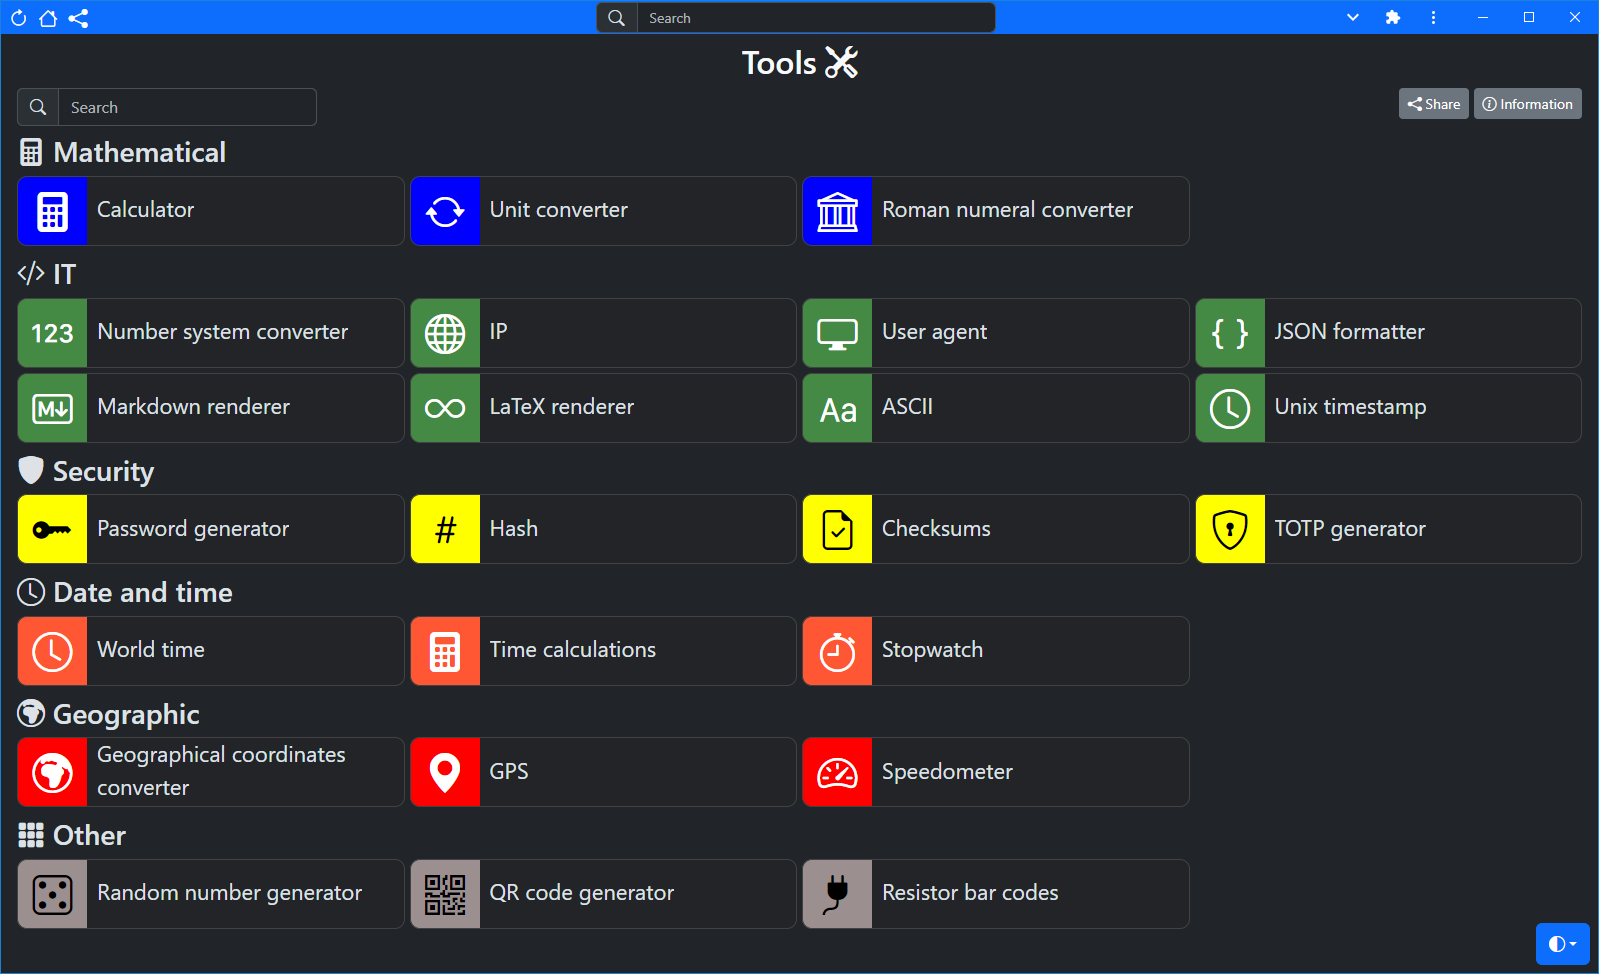 Search
Tools
Search
Share
Information
Mathematical
Calculator
Unit converter
Roman numeral converter
</> IT
123
Number system converter
IP
User agent
{ }
JSON formatter
M
Markdown renderer
LaTeX renderer
Aa
ASCII
Unix timestamp
Security
Password generator
#
Hash
Checksums
TOTP generator
Date and time
World time
Time calculations
Stopwatch
Geographic
Geographical coordinates
converter
GPS
Speedometer
Other
Random number generator
QR code generator
Resistor bar codes